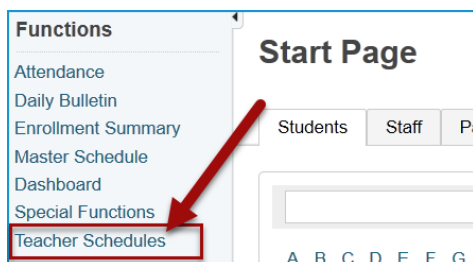 Functions
Attendance
Daily Bulletin
Enrollment Summary
Master Schedule
Dashboard
Special Functions
Teacher Schedules
Start Page
Students Staff
A B C D E F G